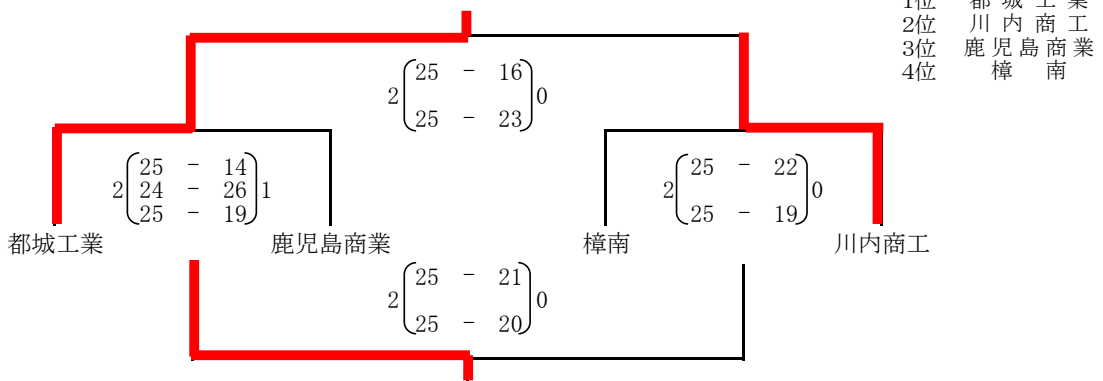 1位 都城工業
2位 川内商工
3位 鹿児島商業
4位 樟南
25 - 16
2 0
25 - 23
25 - 14
2 24 - 26 1
25 - 19
25 - 22
2 0
25 - 19
都城工業 鹿児島商業 樟南 川内商工
25 - 21
2 0
25 - 20